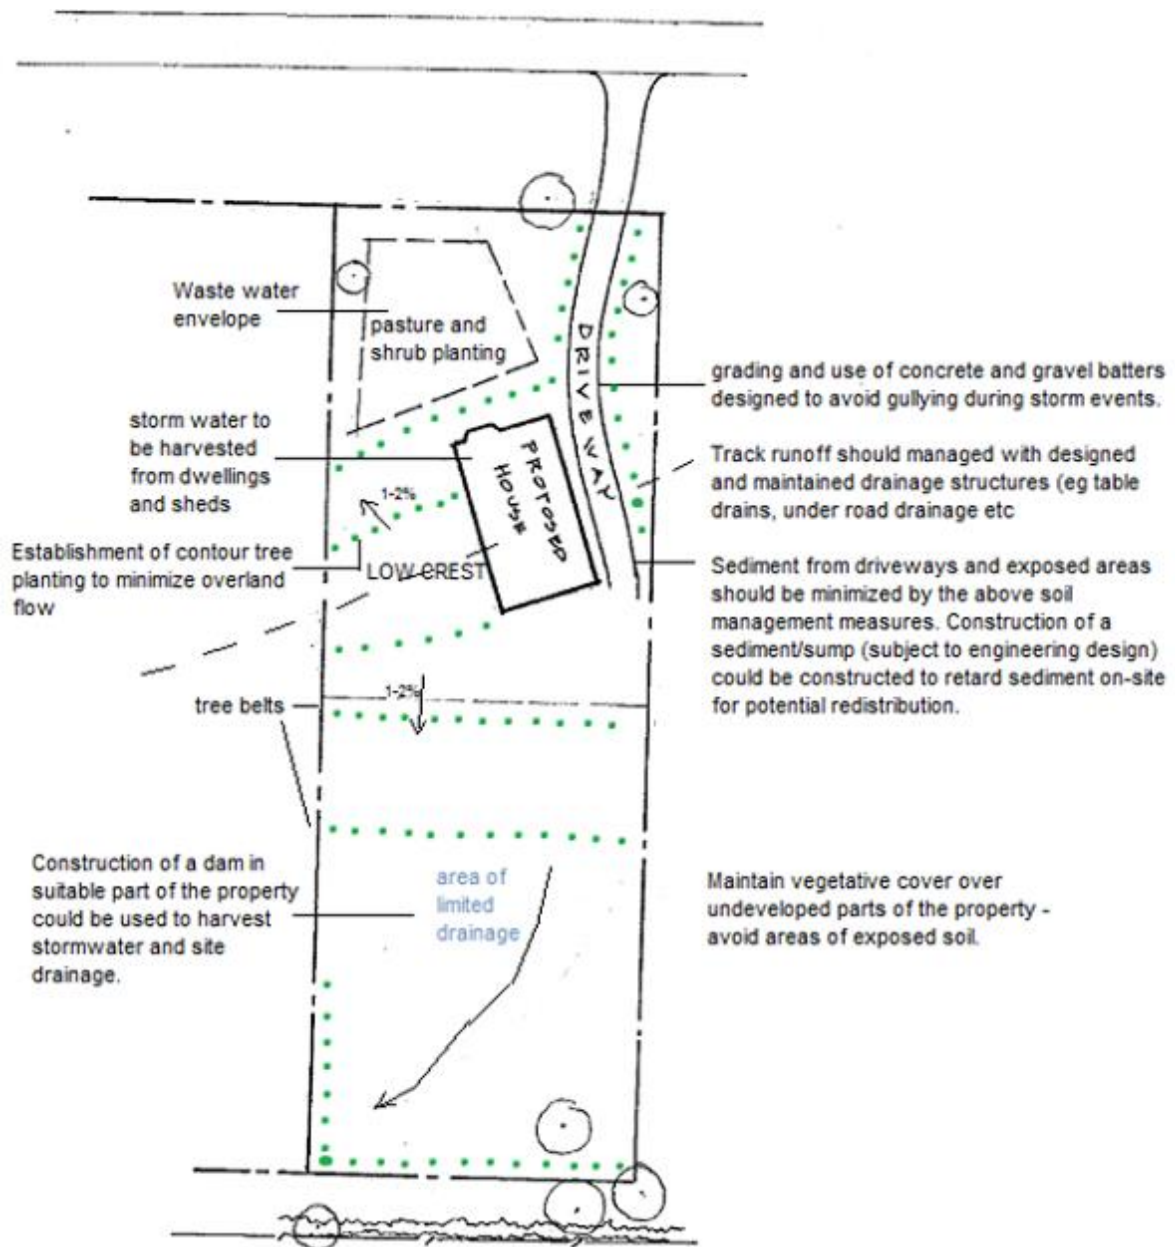 Waste water
envelope
pasture and
shrub planting
DRIVEWAY
grading and use of concrete and gravel batters
designed to avoid gullying during storm events.
storm water to
be harvested
from dwellings
and sheds
PROTOSED
HOUSE
Track runoff should managed with designed
and maintained drainage structures (eg table
drains, under road drainage etc
1-2%
Establishment of contour tree
planting to minimize overland
flow
LOW CREST
Sediment from driveways and exposed areas
should be minimized by the above soil
management measures. Construction of a
sediment/sump (subject to engineering design)
could be constructed to retard sediment on-site
for potential redistribution.
1-2%
tree belts
Construction of a dam in
suitable part of the property
could be used to harvest
stormwater and site
drainage.
area of
limited
drainage
Maintain vegetative cover over
undeveloped parts of the property -
avoid areas of exposed soil.